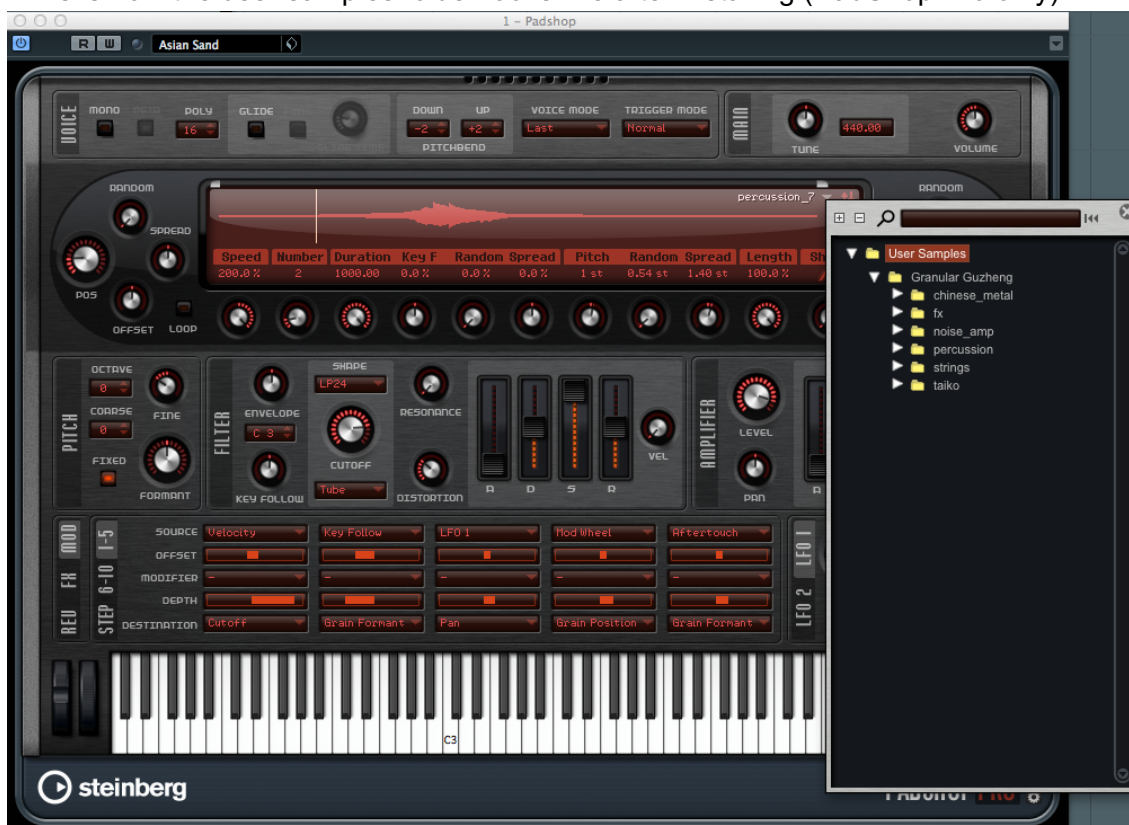 1 – Padshop
R W Asian Sand
VOICE MONO POLY GLIDE DOWN UP VOICE MODE TRIGGER MODE MAIN
16 -2 +2 Last Normal 440.00
PITCHBEND TUNE VOLUME
RANDOM percussion_7 RANDOM
SPREAD
Speed Number Duration Key F Random Spread Pitch Random Spread Length
200.0 % 2 1000.00 0.0 % 0.0 % 0.0 % 1 st 0.54 st 1.40 st 100.0 %
POS
OFFSET LOOP
User Samples
Granular Guzheng
chinese_metal
fx
noise_amp
percussion
strings
taiko
PITCH OCTAVE FILTER SHAPE AMPLIFIER
0 FINE ENVELOPE LP24 RESONANCE LEVEL
COARSE C 3
0 CUTOFF VEL
FIXED
FORMANT KEY FOLLOW Tube DISTORTION A D S R PAN A
MOD 1-5 SOURCE Velocity Key Follow LFO 1 Mod Wheel Aftertouch LFO 1
OFFSET
FX 6-10 MODIFIER - - - - -
DEPTH LFO 2
REV STEP DESTINATION Cutoff Grain Formant Pan Grain Position Grain Formant
C3
steinberg